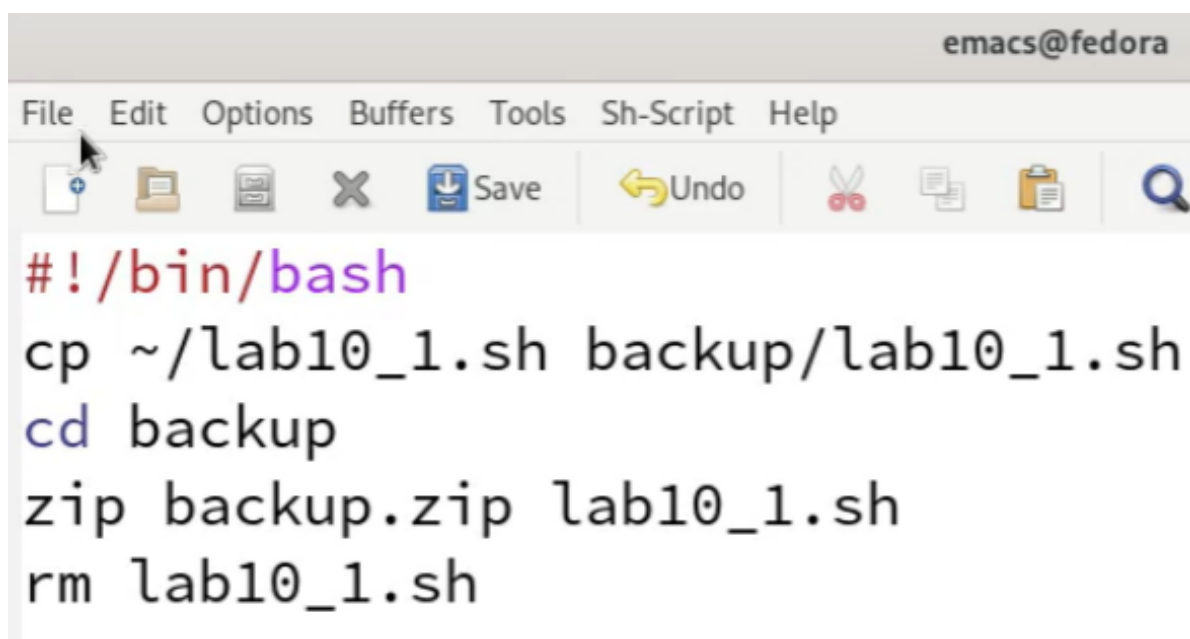 emacs@fedora
File Edit Options Buffers Tools Sh-Script Help
Save Undo
#!/bin/bash
cp ~/lab10_1.sh backup/lab10_1.sh
cd backup
zip backup.zip lab10_1.sh
rm lab10_1.sh